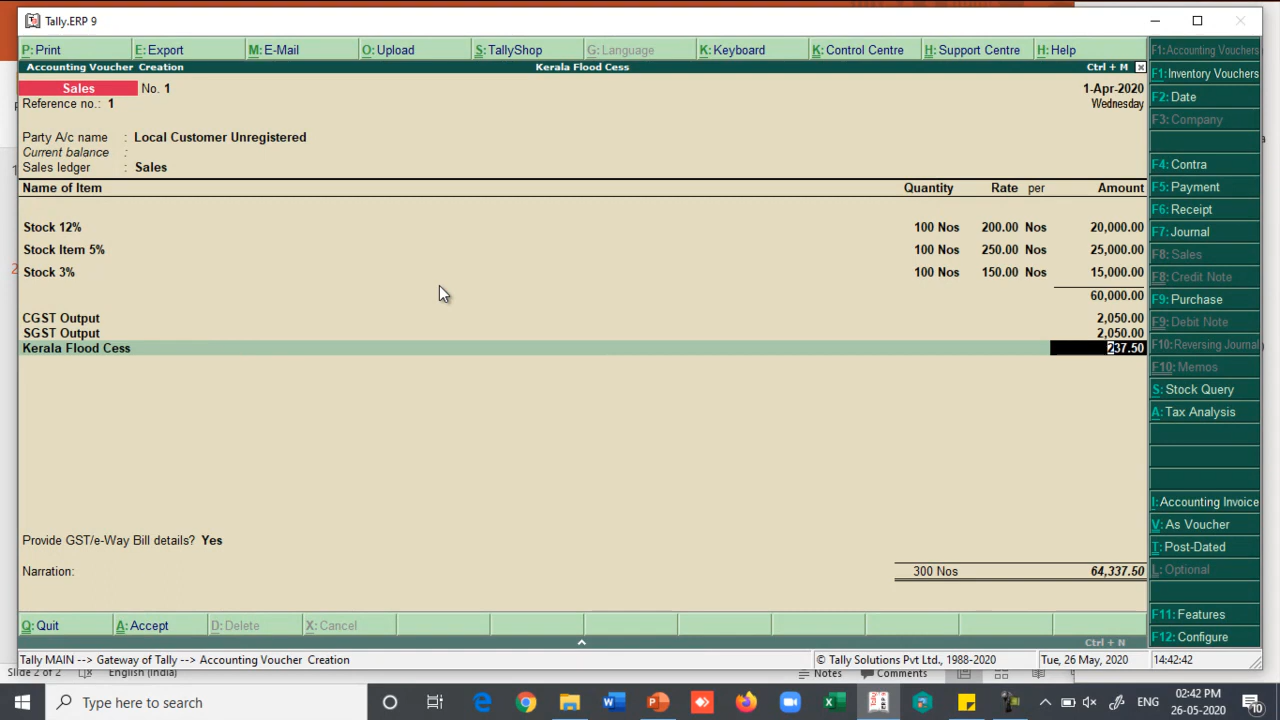 Tally.ERP 9
P: Print E: Export M: E-Mail O: Upload S: TallyShop G: Language K: Keyboard K: Control Centre H: Support Centre H: Help
Accounting Voucher Creation Kerala Flood Cess Ctrl + M
Sales No. 1 1-Apr-2020
Reference no.: 1 Wednesday
Party A/c name : Local Customer Unregistered
Current balance :
Sales ledger : Sales
Name of Item Quantity Rate per Amount
Stock 12% 100 Nos 200.00 Nos 20,000.00
Stock Item 5% 100 Nos 250.00 Nos 25,000.00
Stock 3% 100 Nos 150.00 Nos 15,000.00
60,000.00
CGST Output 2,050.00
SGST Output 2,050.00
Kerala Flood Cess 237.50
Provide GST/e-Way Bill details? Yes
Narration: 300 Nos 64,337.50
F1: Accounting Vouchers
F1: Inventory Vouchers
F2: Date
F3: Company
F4: Contra
F5: Payment
F6: Receipt
F7: Journal
F8: Sales
F8: Credit Note
F9: Purchase
F9: Debit Note
F10: Reversing Journal
F10: Memos
S: Stock Query
A: Tax Analysis
I: Accounting Invoice
V: As Voucher
T: Post-Dated
L: Optional
F11: Features
F12: Configure
Q: Quit A: Accept D: Delete X: Cancel
Ctrl + N
Tally MAIN --> Gateway of Tally --> Accounting Voucher Creation © Tally Solutions Pvt Ltd., 1988-2020 Tue, 26 May, 2020 14:42:42
Slide 2 of 2 English (India) Notes Comments
Type here to search ENG 02:42 PM
26-05-2020 10